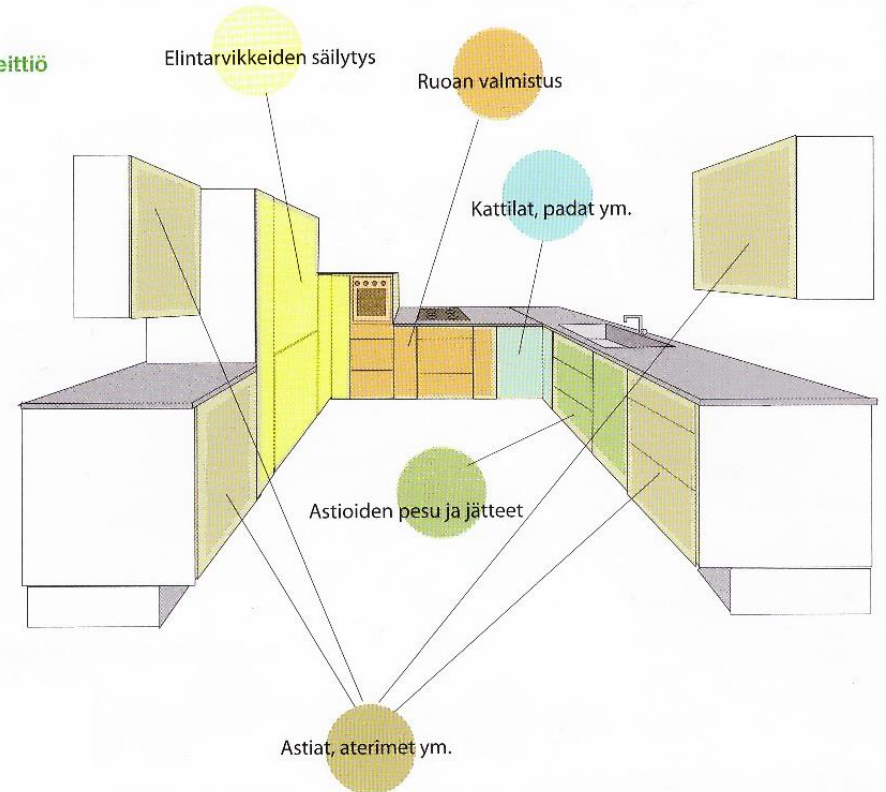 eittiö
Elintarvikkeiden säilytys
Ruoan valmistus
Kattilat, padat ym.
Astioiden pesu ja jätteet
Astiat, aterimet ym.